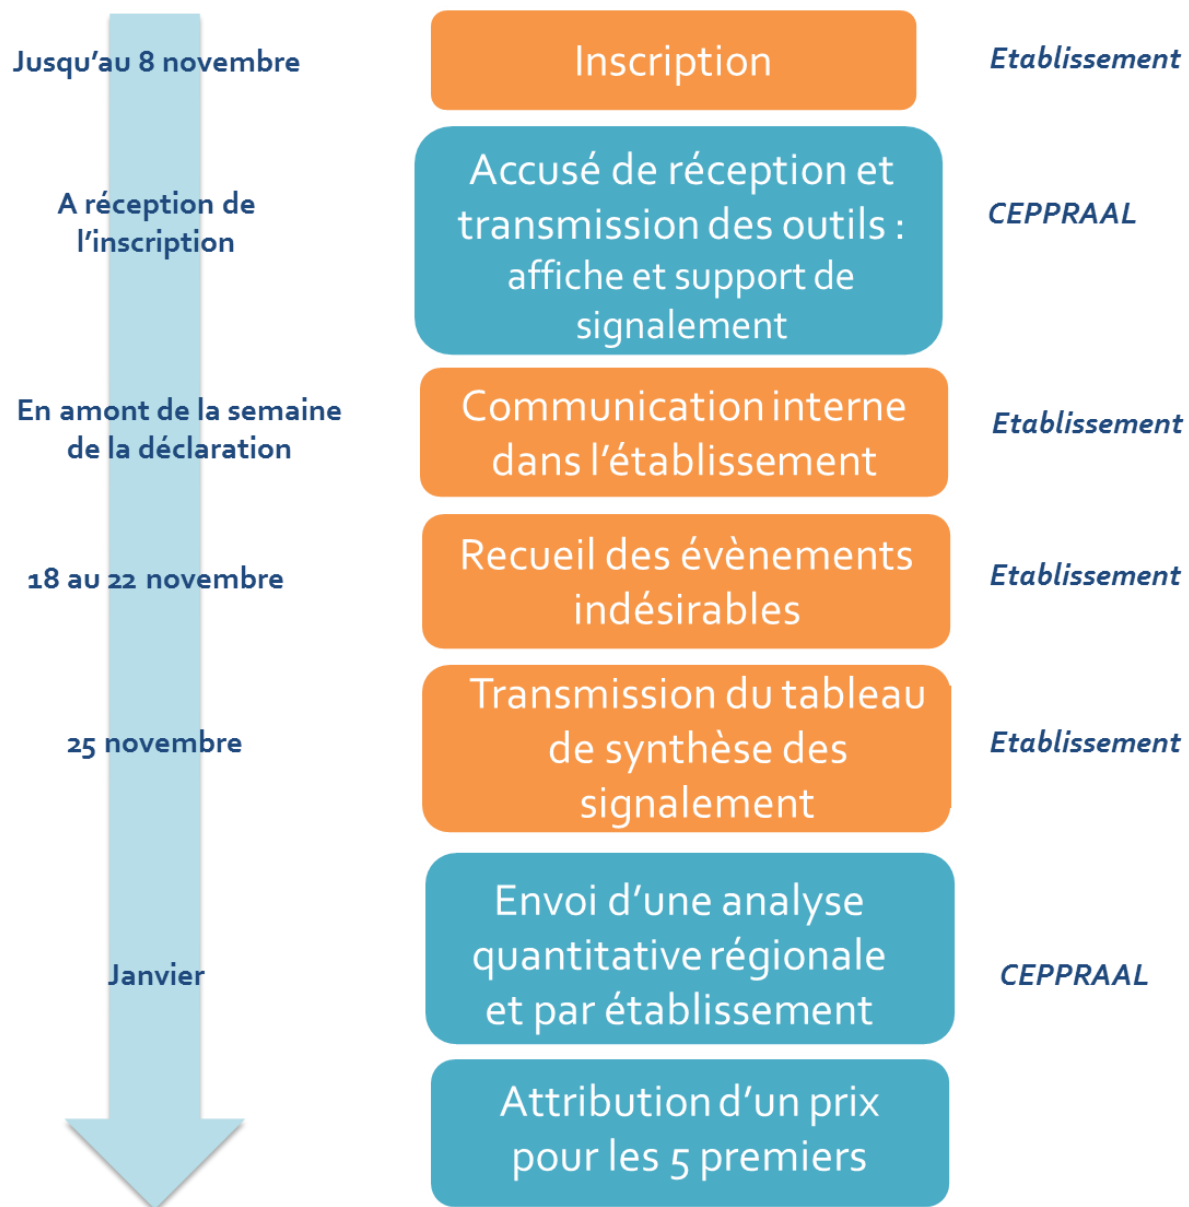 Jusqu’au 8 novembre
Inscription
Etablissement
A réception de
l’inscription
Accusé de réception et
transmission des outils :
affiche et support de
signalement
CEPPRAAL
En amont de la semaine
de la déclaration
Communication interne
dans l’établissement
Etablissement
18 au 22 novembre
Recueil des évènements
indésirables
Etablissement
25 novembre
Transmission du tableau
de synthèse des
signalement
Etablissement
Janvier
Envoi d’une analyse
quantitative régionale
et par établissement
CEPPRAAL
Attribution d’un prix
pour les 5 premiers